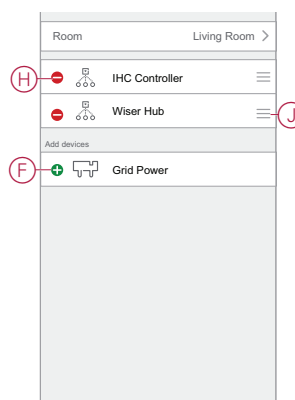 Room Living Room >
H IHC Controller
Wiser Hub J
Add devices
F Grid Power